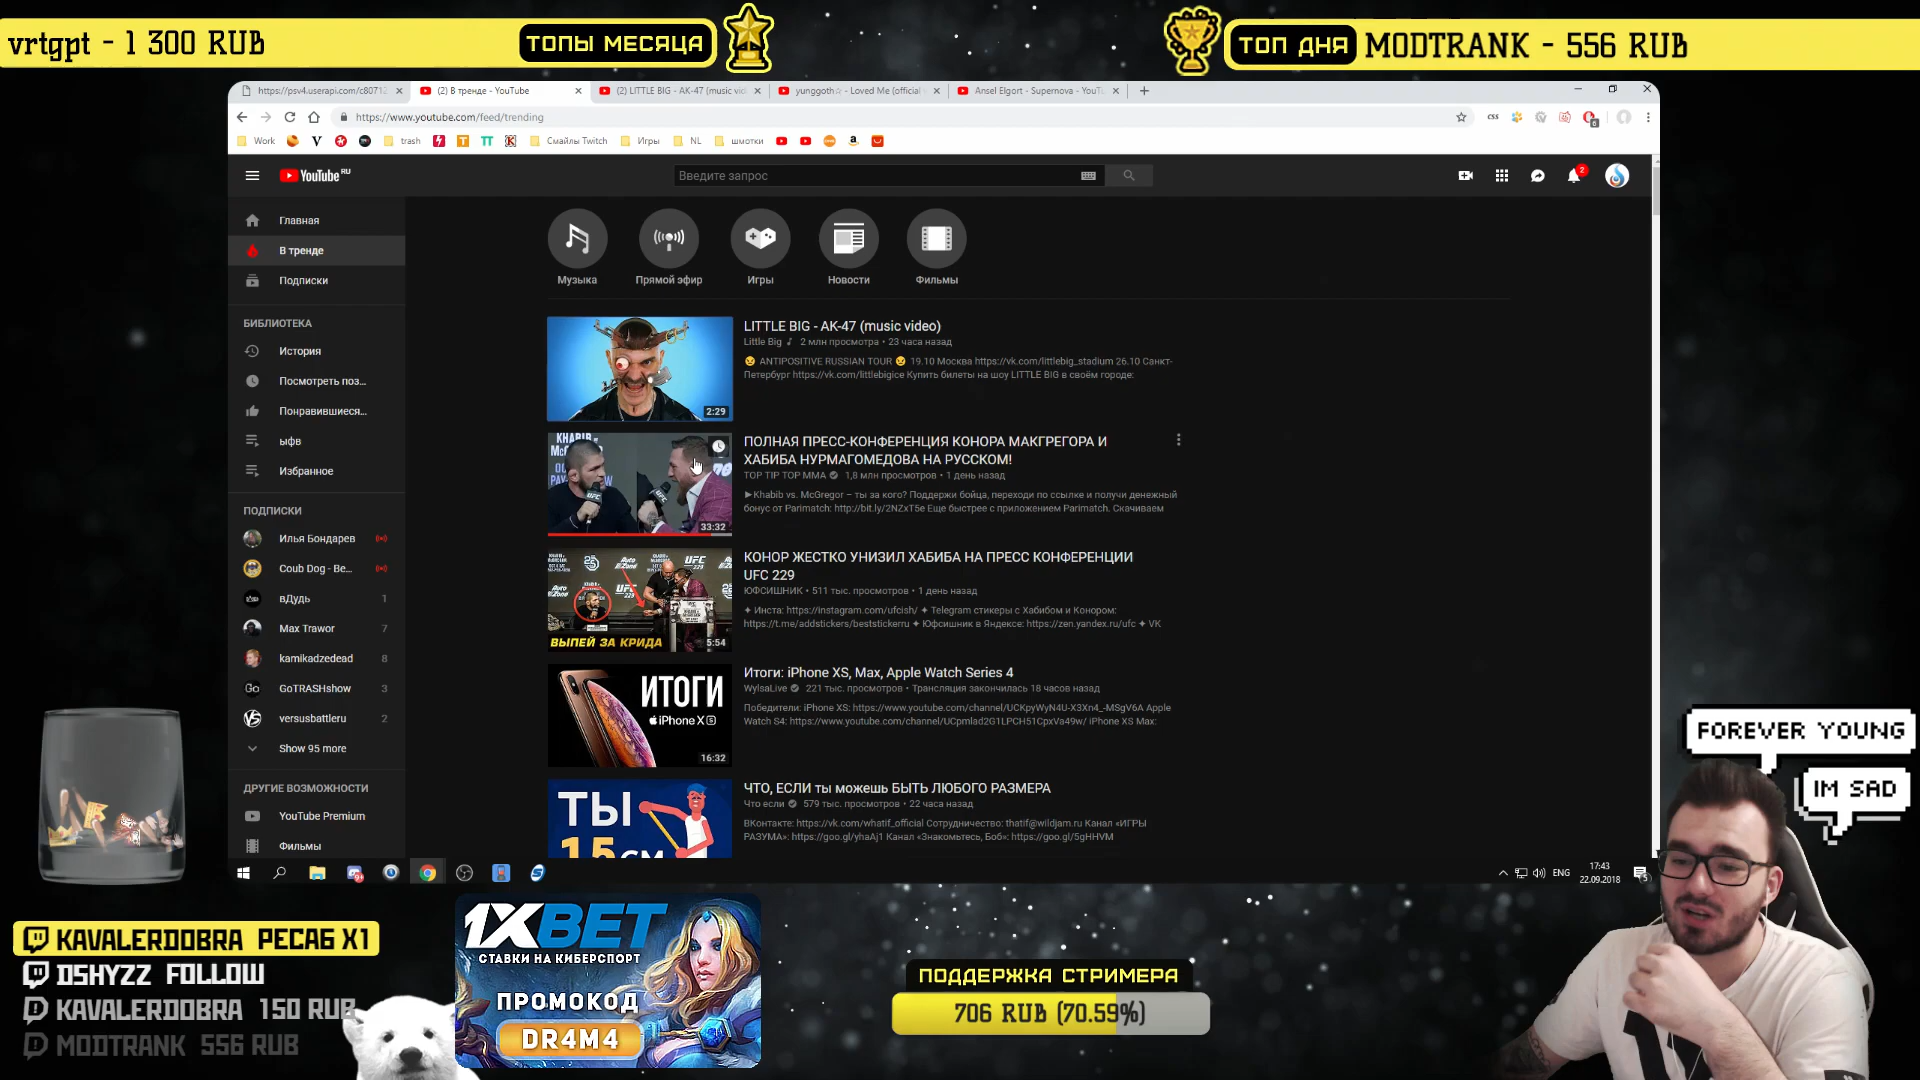 vrtgpt - 1 300 RUB
ТОПЫ МЕСЯЦА
ТОП ДНЯ
MODTRANK - 556 RUB
https://psv4.userapi.com/c80712
(2) В тренде - YouTube
(2) LITTLE BIG - AK-47 (music vid
yunggoth☆ - Loved Me (official
Ansel Elgort - Supernova - YouTu
https://www.youtube.com/feed/trending
Work
trash
Смайлы Twitch
Игры
NL
шмотки
YouTube RU
Введите запрос
2
Главная
В тренде
Подписки
БИБЛИОТЕКА
История
Посмотреть поз...
Понравившиеся...
ыфв
Избранное
ПОДПИСКИ
Илья Бондарев
Coub Dog - Be...
вДудь 1
Max Trawor 7
kamikadzedead 8
GoTRASHshow 3
versusbattleru 2
Show 95 more
ДРУГИЕ ВОЗМОЖНОСТИ
YouTube Premium
Фильмы
Музыка
Прямой эфир
Игры
Новости
Фильмы
2:29
LITTLE BIG - AK-47 (music video)
Little Big 2 млн просмотра • 23 часа назад
ANTIPOSITIVE RUSSIAN TOUR 19.10 Москва https://vk.com/littlebig_stadium 26.10 Санкт-
Петербург https://vk.com/littlebigice Купить билеты на шоу LITTLE BIG в своём городе:
33:32
ПОЛНАЯ ПРЕСС-КОНФЕРЕНЦИЯ КОНОРА МАКГРЕГОРА И
ХАБИБА НУРМАГОМЕДОВА НА РУССКОМ!
TOP TIP TOP MMA 1,8 млн просмотров • 1 день назад
►Khabib vs. McGregor – ты за кого? Поддержи бойца, переходи по ссылке и получи денежный
бонус от Parimatch: http://bit.ly/2NZxT5e Еще быстрее с приложением Parimatch. Скачиваем
ВЫПЕЙ ЗА КРИДА
5:54
КОНОР ЖЕСТКО УНИЗИЛ ХАБИБА НА ПРЕСС КОНФЕРЕНЦИИ
UFC 229
ЮФСИШНИК • 511 тыс. просмотров • 1 день назад
✦ Инста: https://instagram.com/ufcish/ ✦ Telegram стикеры с Хабибом и Конором:
https://t.me/addstickers/beststickerru ✦ Юфсишник в Яндексе: https://zen.yandex.ru/ufc ✦ VK
ИТОГИ
iPhone XS
16:32
Итоги: iPhone XS, Max, Apple Watch Series 4
WylsaLive 221 тыс. просмотров • Трансляция закончилась 18 часов назад
Победители: iPhone XS: https://www.youtube.com/channel/UCKpyWyN4U-X3Xn4_-MSgV6A Apple
Watch S4: https://www.youtube.com/channel/UCpmlad2G1LPCH51CpxVa49w/ iPhone XS Max:
ТЫ
15 СМ
ЧТО, ЕСЛИ ты можешь БЫТЬ ЛЮБОГО РАЗМЕРА
Что если 579 тыс. просмотров • 22 часа назад
ВКонтакте: https://vk.com/whatif_official Сотрудничество: thatif@wildjam.ru Канал «ИГРЫ
РАЗУМА»: https://goo.gl/yhaAj1 Канал «Знакомьтесь, Боб»: https://goo.gl/5gHHVM
ENG
17:43
22.09.2018
FOREVER YOUNG
IM SAD
KAVALERDOBRA РЕСАБ X1
DSHYZZ FOLLOW
KAVALERDOBRA 150 RUB
MODTRANK 556 RUB
1XBET
СТАВКИ НА КИБЕРСПОРТ
ПРОМОКОД
DR4M4
ПОДДЕРЖКА СТРИМЕРА
706 RUB (70.59%)